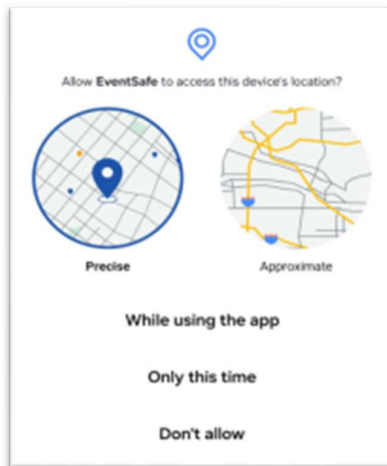 Allow EventSafe to access this device's location?
Precise
Approximate
While using the app
Only this time
Don't allow